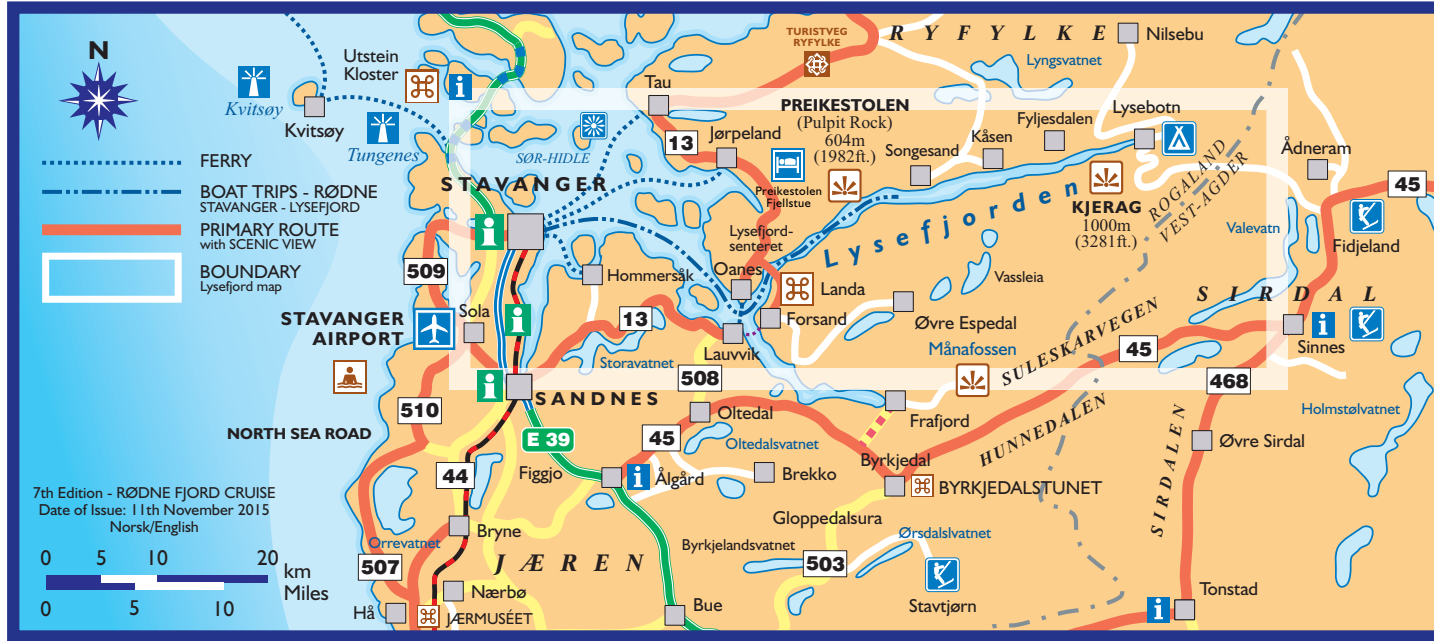 N
Utstein
Kloster
Kvitsøy
Kvitsøy
Tungenes
FERRY
BOAT TRIPS - RØDNE
STAVANGER - LYSEFJORD
PRIMARY ROUTE
with SCENIC VIEW
BOUNDARY
Lysefjord map
TURISTVEG
RYFYLKE
RYFYLKE
Nilsebu
Lyngsvatnet
Tau
13
Jørpeland
SØR-HIDLE
STAVANGER
PREIKESTOLEN
(Pulpit Rock)
604m
(1982ft.)
Preikestolen
Fjellstue
Songesand
Kåsen
Fyljesdalen
Lysebotn
Ådneram
ROGALAND
VEST-AGDER
45
Lysefjorden
KJERAG
1000m
(3281ft.)
Valevatn
Fidjeland
Lysefjord-
senteret
Oanes
Hommersåk
509
Landa
Forsand
Vassleia
Øvre Espedal
SIRDAL
Sinnes
STAVANGER
AIRPORT
Sola
13
Lauvvik
Storavatnet
508
Månafossen
SULESKARVEGEN
45
468
SANDNES
510
NORTH SEA ROAD
Oltedal
Frafjord
HUNNEDALEN
Holmstølvatnet
E 39
45
Oltedalsvatnet
Byrkjedal
Øvre Sirdal
44
Figgjo
Ålgård
Brekko
BYRKJEDALSTUNET
SIRDALEN
7th Edition - RØDNE FJORD CRUISE
Date of Issue: 11th November 2015
Norsk/English
Gloppedalsura
Bryne
Orrevatnet
JÆREN
Byrkjelandsvatnet
Ørsdalsvatnet
503
507
0 5 10 20
km
Miles
0 5 10
Nærbø
Hå
JÆRMUSÉET
Bue
Stavtjørn
Tonstad